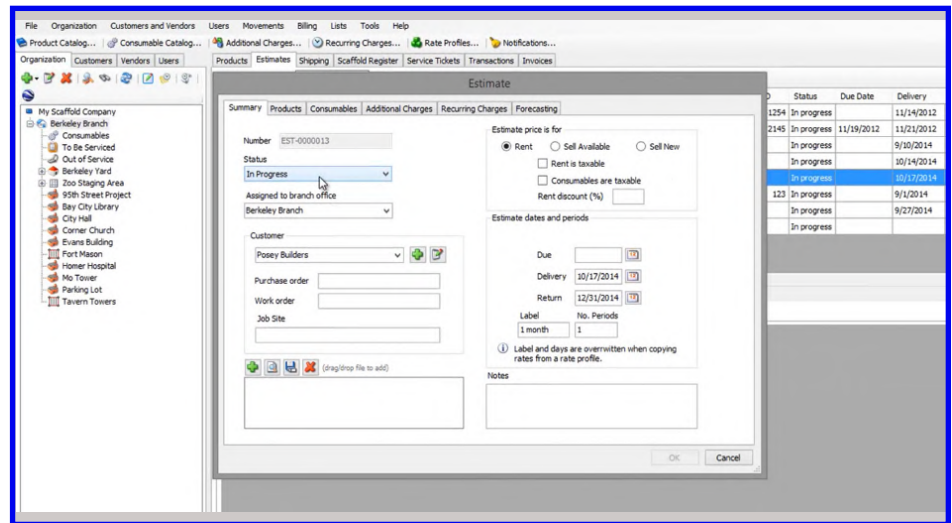 File Organization Customers and Vendors Users Movements Billing Lists Tools Help
Product Catalog... Consumable Catalog... Additional Charges... Recurring Charges... Rate Profiles... Notifications...
Organization Customers Vendors Users
My Scaffold Company
Berkeley Branch
Consumables
To Be Serviced
Out of Service
Berkeley Yard
Zoo Staging Area
95th Street Project
Bay City Library
City Hall
Corner Church
Evans Building
Fort Mason
Homer Hospital
Mo Tower
Parking Lot
Tavern Towers
Products Estimates Shipping Scaffold Register Service Tickets Transactions Invoices
Estimate
Summary Products Consumables Additional Charges Recurring Charges Forecasting
Number EST-0000013
Status
In Progress
Assigned to branch office
Berkeley Branch
Customer
Posey Builders
Purchase order
Work order
Job Site
(drag/drop file to add)
Estimate price is for
Rent Sell Available Sell New
Rent is taxable
Consumables are taxable
Rent discount (%)
Estimate dates and periods
Due
Delivery 10/17/2014
Return 12/31/2014
Label No. Periods
1 month 1
Label and days are overwritten when copying
rates from a rate profile.
Notes
OK Cancel
Status Due Date Delivery
1254 In progress 11/14/2012
2145 In progress 11/19/2012 11/21/2012
In progress 9/10/2014
In progress 10/14/2014
In progress 10/17/2014
123 In progress 9/1/2014
In progress 9/27/2014
In progress